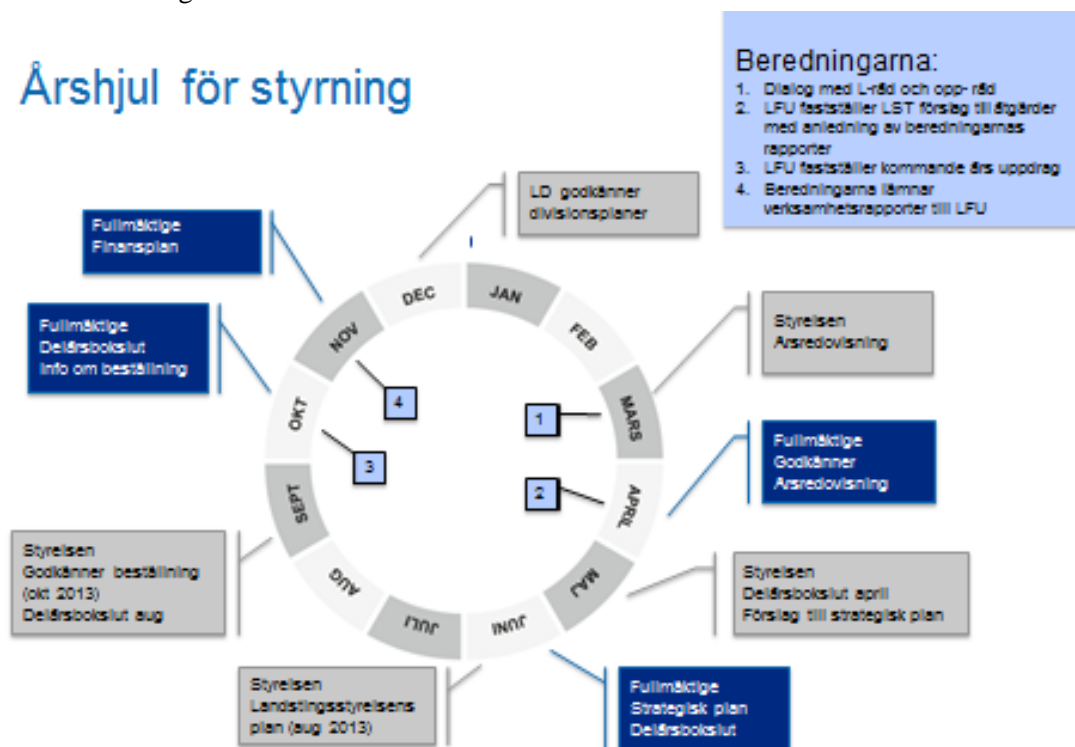 Årshjul för styrning
Beredningarna:
1. Dialog med L-råd och opp- råd
2. LFU fastställer LST förslag till åtgärder
med anledning av beredningarnas
rapporter
3. LFU fastställer kommande års uppdrag
4. Beredningarna lämnar
verksamhetsrapporter till LFU
LD godkänner
divisionsplaner
Fullmäktige
Finansplan
Fullmäktige
Delårsbokslut
Info om beställning
Styrelsen
Årsredovisning
Fullmäktige
Godkänner
Årsredovisning
Styrelsen
Delårsbokslut april
Förslag till strategisk plan
Fullmäktige
Strategisk plan
Delårsbokslut
Styrelsen
Landstingsstyrelsens
plan (aug 2013)
Styrelsen
Godkänner beställning
(okt 2013)
Delårsbokslut aug
JAN
FEB
MARS
APRIL
MAJ
JUNI
JULI
AUG
SEPT
OKT
NOV
DEC
1
2
3
4